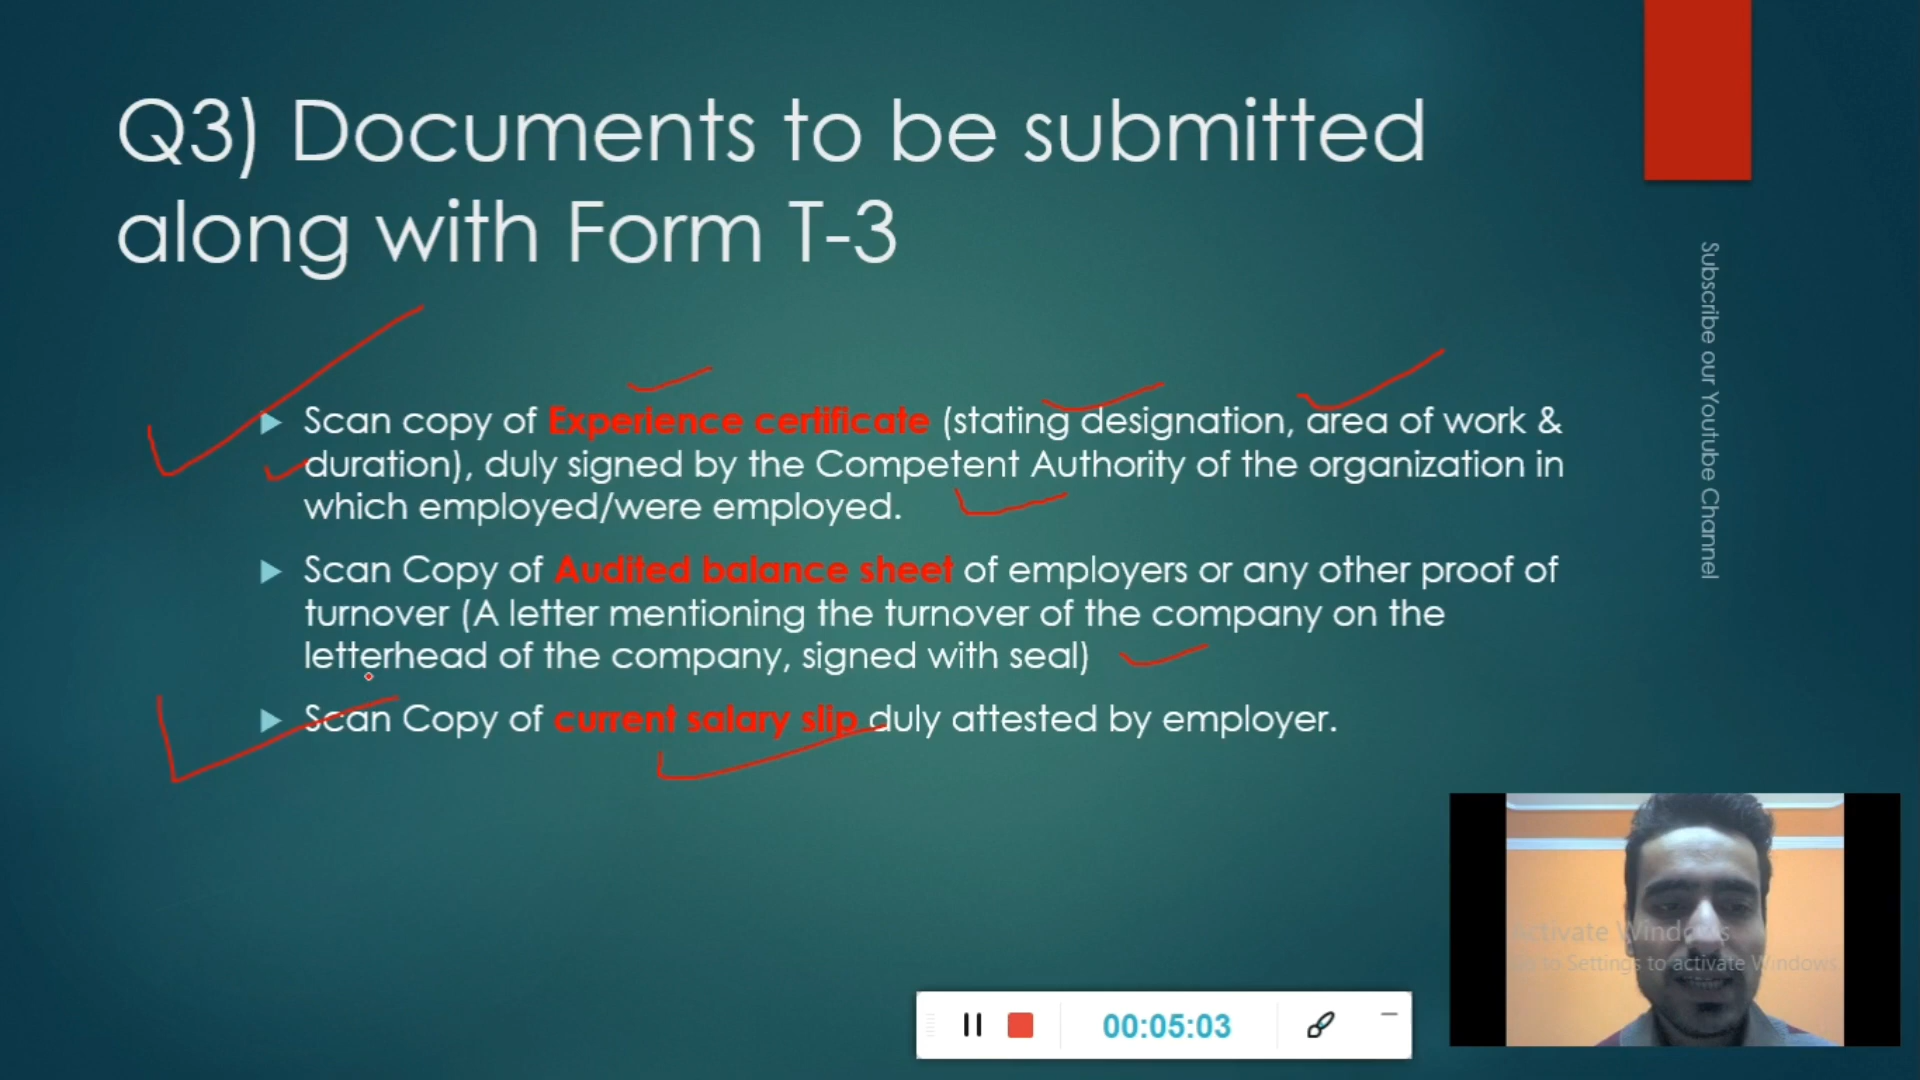 Q3) Documents to be submitted
along with Form T-3
Subscribe our Youtube Channel
Scan copy of Experience certificate (stating designation, area of work &
duration), duly signed by the Competent Authority of the organization in
which employed/were employed.
Scan Copy of Audited balance sheet of employers or any other proof of
turnover (A letter mentioning the turnover of the company on the
letterhead of the company, signed with seal)
Scan Copy of current salary slip duly attested by employer.
Activate Windows
Go to Settings to activate Windows
00:05:03